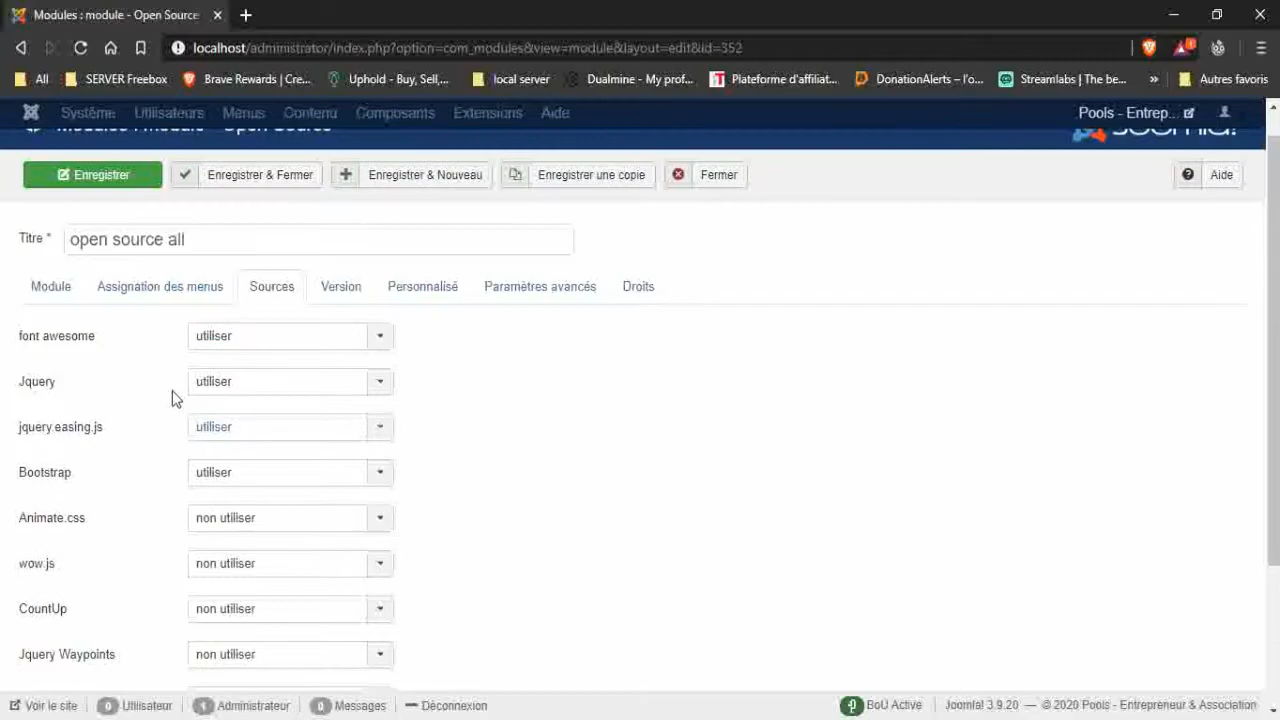 Modules : module - Open Source
localhost/administrator/index.php?option=com_modules&view=module&layout=edit&id=352
All SERVER Freebox Brave Rewards | Cre... Uphold - Buy, Sell,... local server Dualmine - My prof... Plateforme d'affiliat... DonationAlerts – l'o... Streamlabs | The be... » Autres favoris
Système Utilisateurs Menus Contenu Composants Extensions Aide Pools - Entrep...
Modules : module - Open Source Joomla!
Enregistrer Enregistrer & Fermer Enregistrer & Nouveau Enregistrer une copie Fermer Aide
Titre * open source all
Module Assignation des menus Sources Version Personnalisé Paramètres avancés Droits
font awesome utiliser
Jquery utiliser
jquery.easing.js utiliser
Bootstrap utiliser
Animate.css non utiliser
wow.js non utiliser
CountUp non utiliser
Jquery Waypoints non utiliser
Voir le site 0 Utilisateur 1 Administrateur 0 Messages Déconnexion BoU Active Joomla! 3.9.20 — © 2020 Pools - Entrepreneur & Association